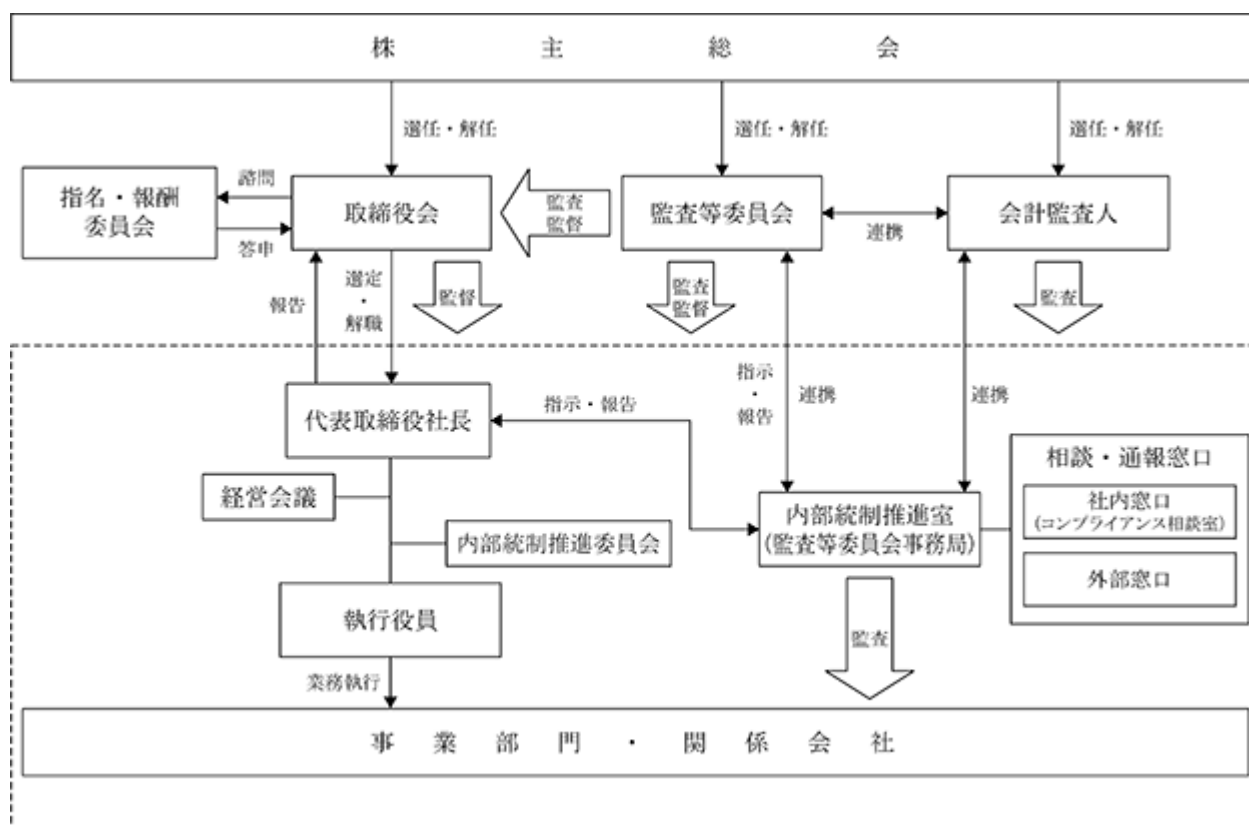 株主総会
選任・解任
選任・解任
選任・解任
指名・報酬
委員会
諮問
答申
取締役会
監査
監督
監査等委員会
連携
会計監査人
報告
選定・解職
監督
監査
監督
監査
代表取締役社長
指示・報告
指示・報告
連携
連携
経営会議
内部統制推進委員会
内部統制推進室
(監査等委員会事務局)
相談・通報窓口
社内窓口
(コンプライアンス相談室)
外部窓口
執行役員
監査
業務執行
事業部門・関係会社